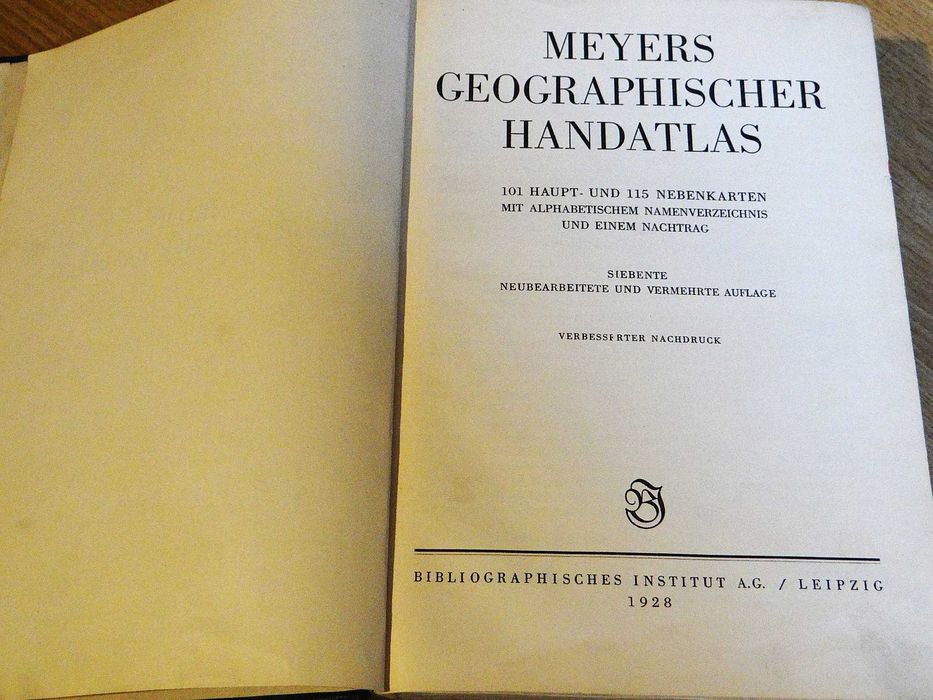 MEYERS
GEOGRAPHISCHER
HANDATLAS
101 HAUPT- UND 115 NEBENKARTEN
MIT ALPHABETISCHEM NAMENVERZEICHNIS
UND EINEM NACHTRAG
SIEBENTE
NEUBEARBEITETE UND VERMEHRTE AUFLAGE
VERBESSERTER NACHDRUCK
BI
BIBLIOGRAPHISCHES INSTITUT A.G. / LEIPZIG
1928